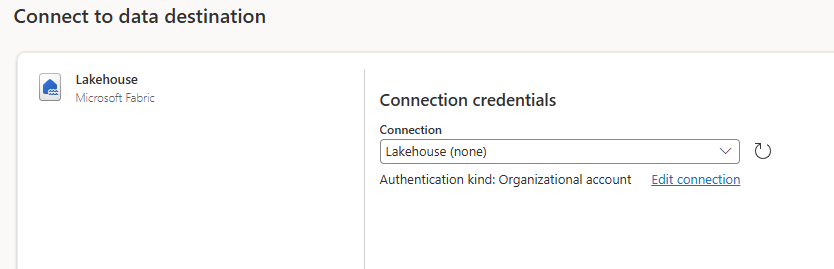 Connect to data destination
Lakehouse
Microsoft Fabric
Connection credentials
Connection
Lakehouse (none)
Authentication kind: Organizational account Edit connection